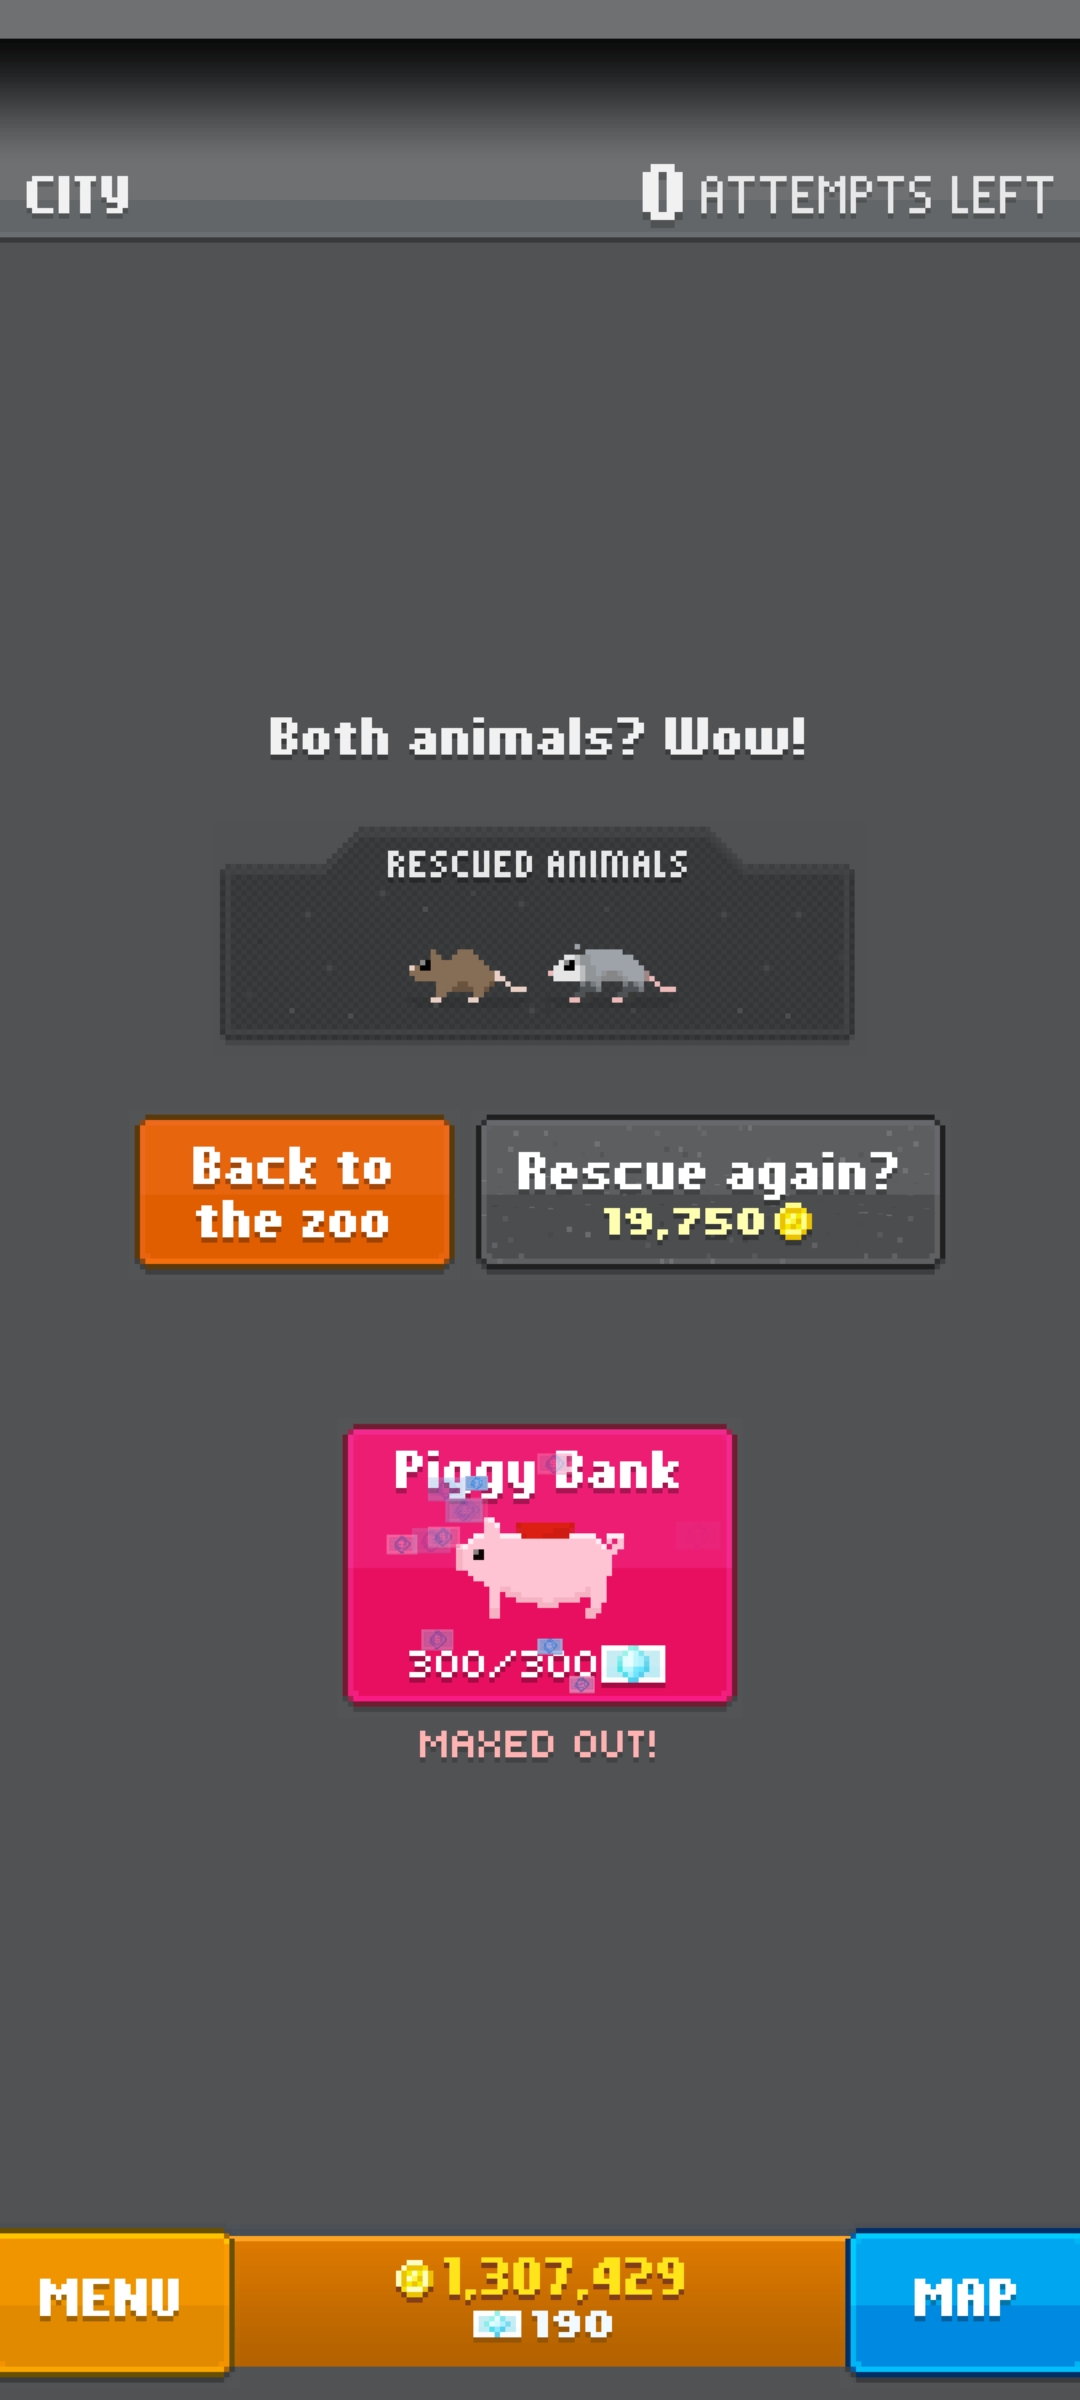 CITY
0 ATTEMPTS LEFT
Both animals? Wow!
RESCUED ANIMALS
Back to
the zoo
Rescue again?
19,750
Piggy Bank
300/300
MAXED OUT!
MENU
1,307,429
190
MAP